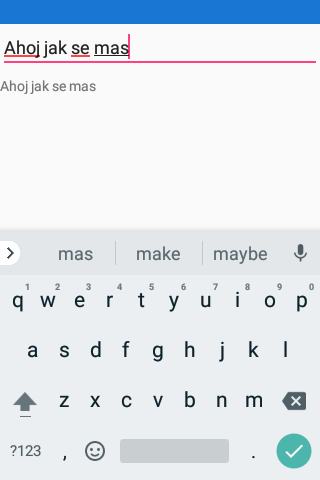 Ahoj jak se mas
Ahoj jak se mas
mas make maybe
1 2 3 4 5 6 7 8 9 0
q w e r t y u i o p
a s d f g h j k l
z x c v b n m
?123 , .